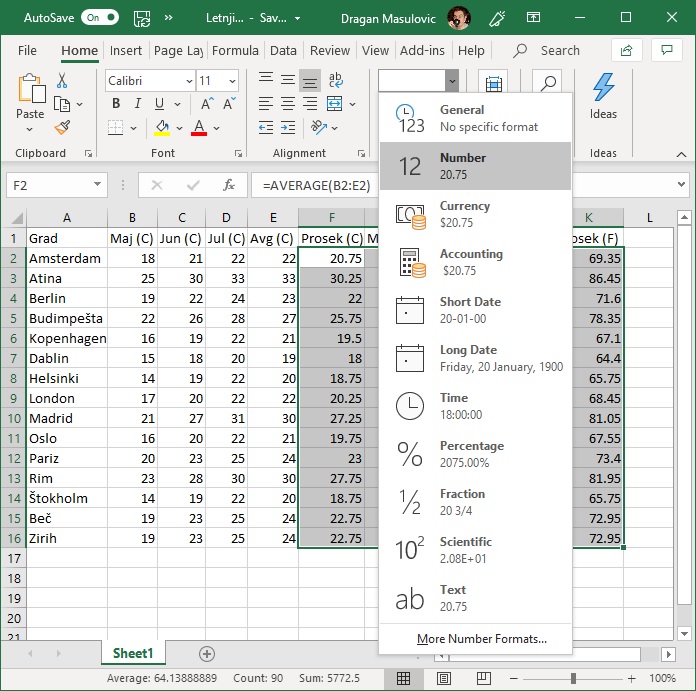 AutoSave On Letnji... - Sav... Dragan Masulovic
File Home Insert Page Lay Formula Data Review View Add-ins Help Search
Paste Calibri 11 Ideas
B I U A A
A
Clipboard Font Alignment Ideas
F2 fx =AVERAGE(B2:E2)
A B C D E F K L
1 Grad Maj (C) Jun (C) Jul (C) Avg (C) Prosek (C) M osek (F)
2 Amsterdam 18 21 22 22 20.75 69.35
3 Atina 25 30 33 33 30.25 86.45
4 Berlin 19 22 24 23 22 71.6
5 Budimpešta 22 26 28 27 25.75 78.35
6 Kopenhagen 16 19 22 21 19.5 67.1
7 Dablin 15 18 20 19 18 64.4
8 Helsinki 14 19 22 20 18.75 65.75
9 London 17 20 22 22 20.25 68.45
10 Madrid 21 27 31 30 27.25 81.05
11 Oslo 16 20 22 21 19.75 67.55
12 Pariz 20 23 25 24 23 73.4
13 Rim 23 28 30 30 27.75 81.95
14 Štokholm 14 19 22 20 18.75 65.75
15 Beč 19 23 25 24 22.75 72.95
16 Zirih 19 23 25 24 22.75 72.95
17
18
19
20
21
123 General
No specific format
12 Number
20.75
Currency
$20.75
Accounting
$20.75
Short Date
20-01-00
Long Date
Friday, 20 January, 1900
Time
18:00:00
% Percentage
2075.00%
1/2 Fraction
20 3/4
10² Scientific
2.08E+01
ab Text
20.75
More Number Formats...
Sheet1
Average: 64.13888889 Count: 90 Sum: 5772.5 100%